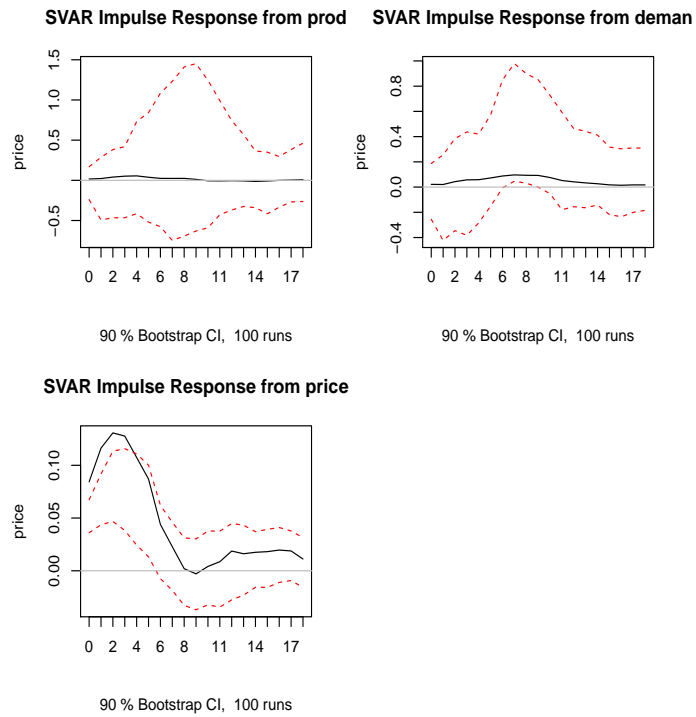 SVAR Impulse Response from prod
SVAR Impulse Response from deman
price
−0.5 0.5 1.0 1.5
0 2 4 6 8 11 14 17
90 % Bootstrap CI, 100 runs
price
−0.4 0.0 0.4 0.8
0 2 4 6 8 11 14 17
90 % Bootstrap CI, 100 runs
SVAR Impulse Response from price
price
0.00 0.05 0.10
0 2 4 6 8 11 14 17
90 % Bootstrap CI, 100 runs